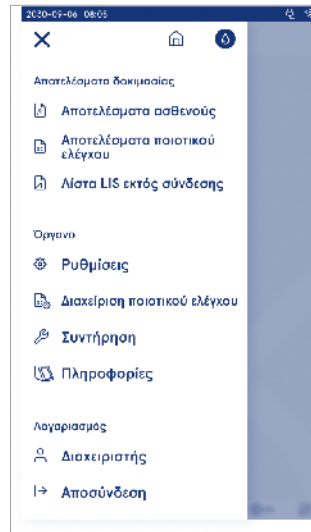 2030-09-06 08:05
Αποτελέσματα δοκιμασίας
Αποτελέσματα ασθενούς
Αποτελέσματα ποιοτικού
ελέγχου
Λίστα LIS εκτός σύνδεσης
Όργανο
Ρυθμίσεις
Διαχείριση ποιοτικού ελέγχου
Συντήρηση
Πληροφορίες
Λογαριασμός
Διαχειριστής
Αποσύνδεση